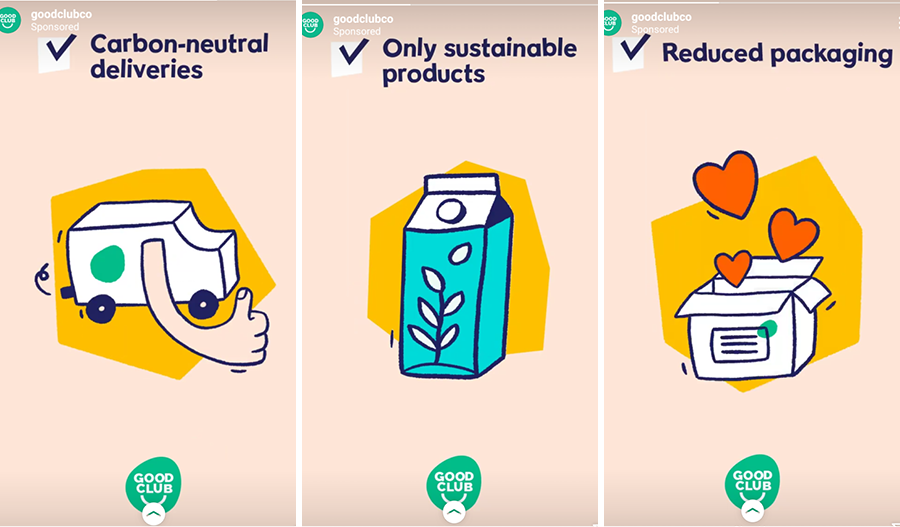 GOOD
CLUB
goodclubco
Sponsored
Carbon-neutral
deliveries
GOOD
CLUB
GOOD
CLUB
goodclubco
Sponsored
Only sustainable
products
GOOD
CLUB
GOOD
CLUB
goodclubco
Sponsored
Reduced packaging
GOOD
CLUB